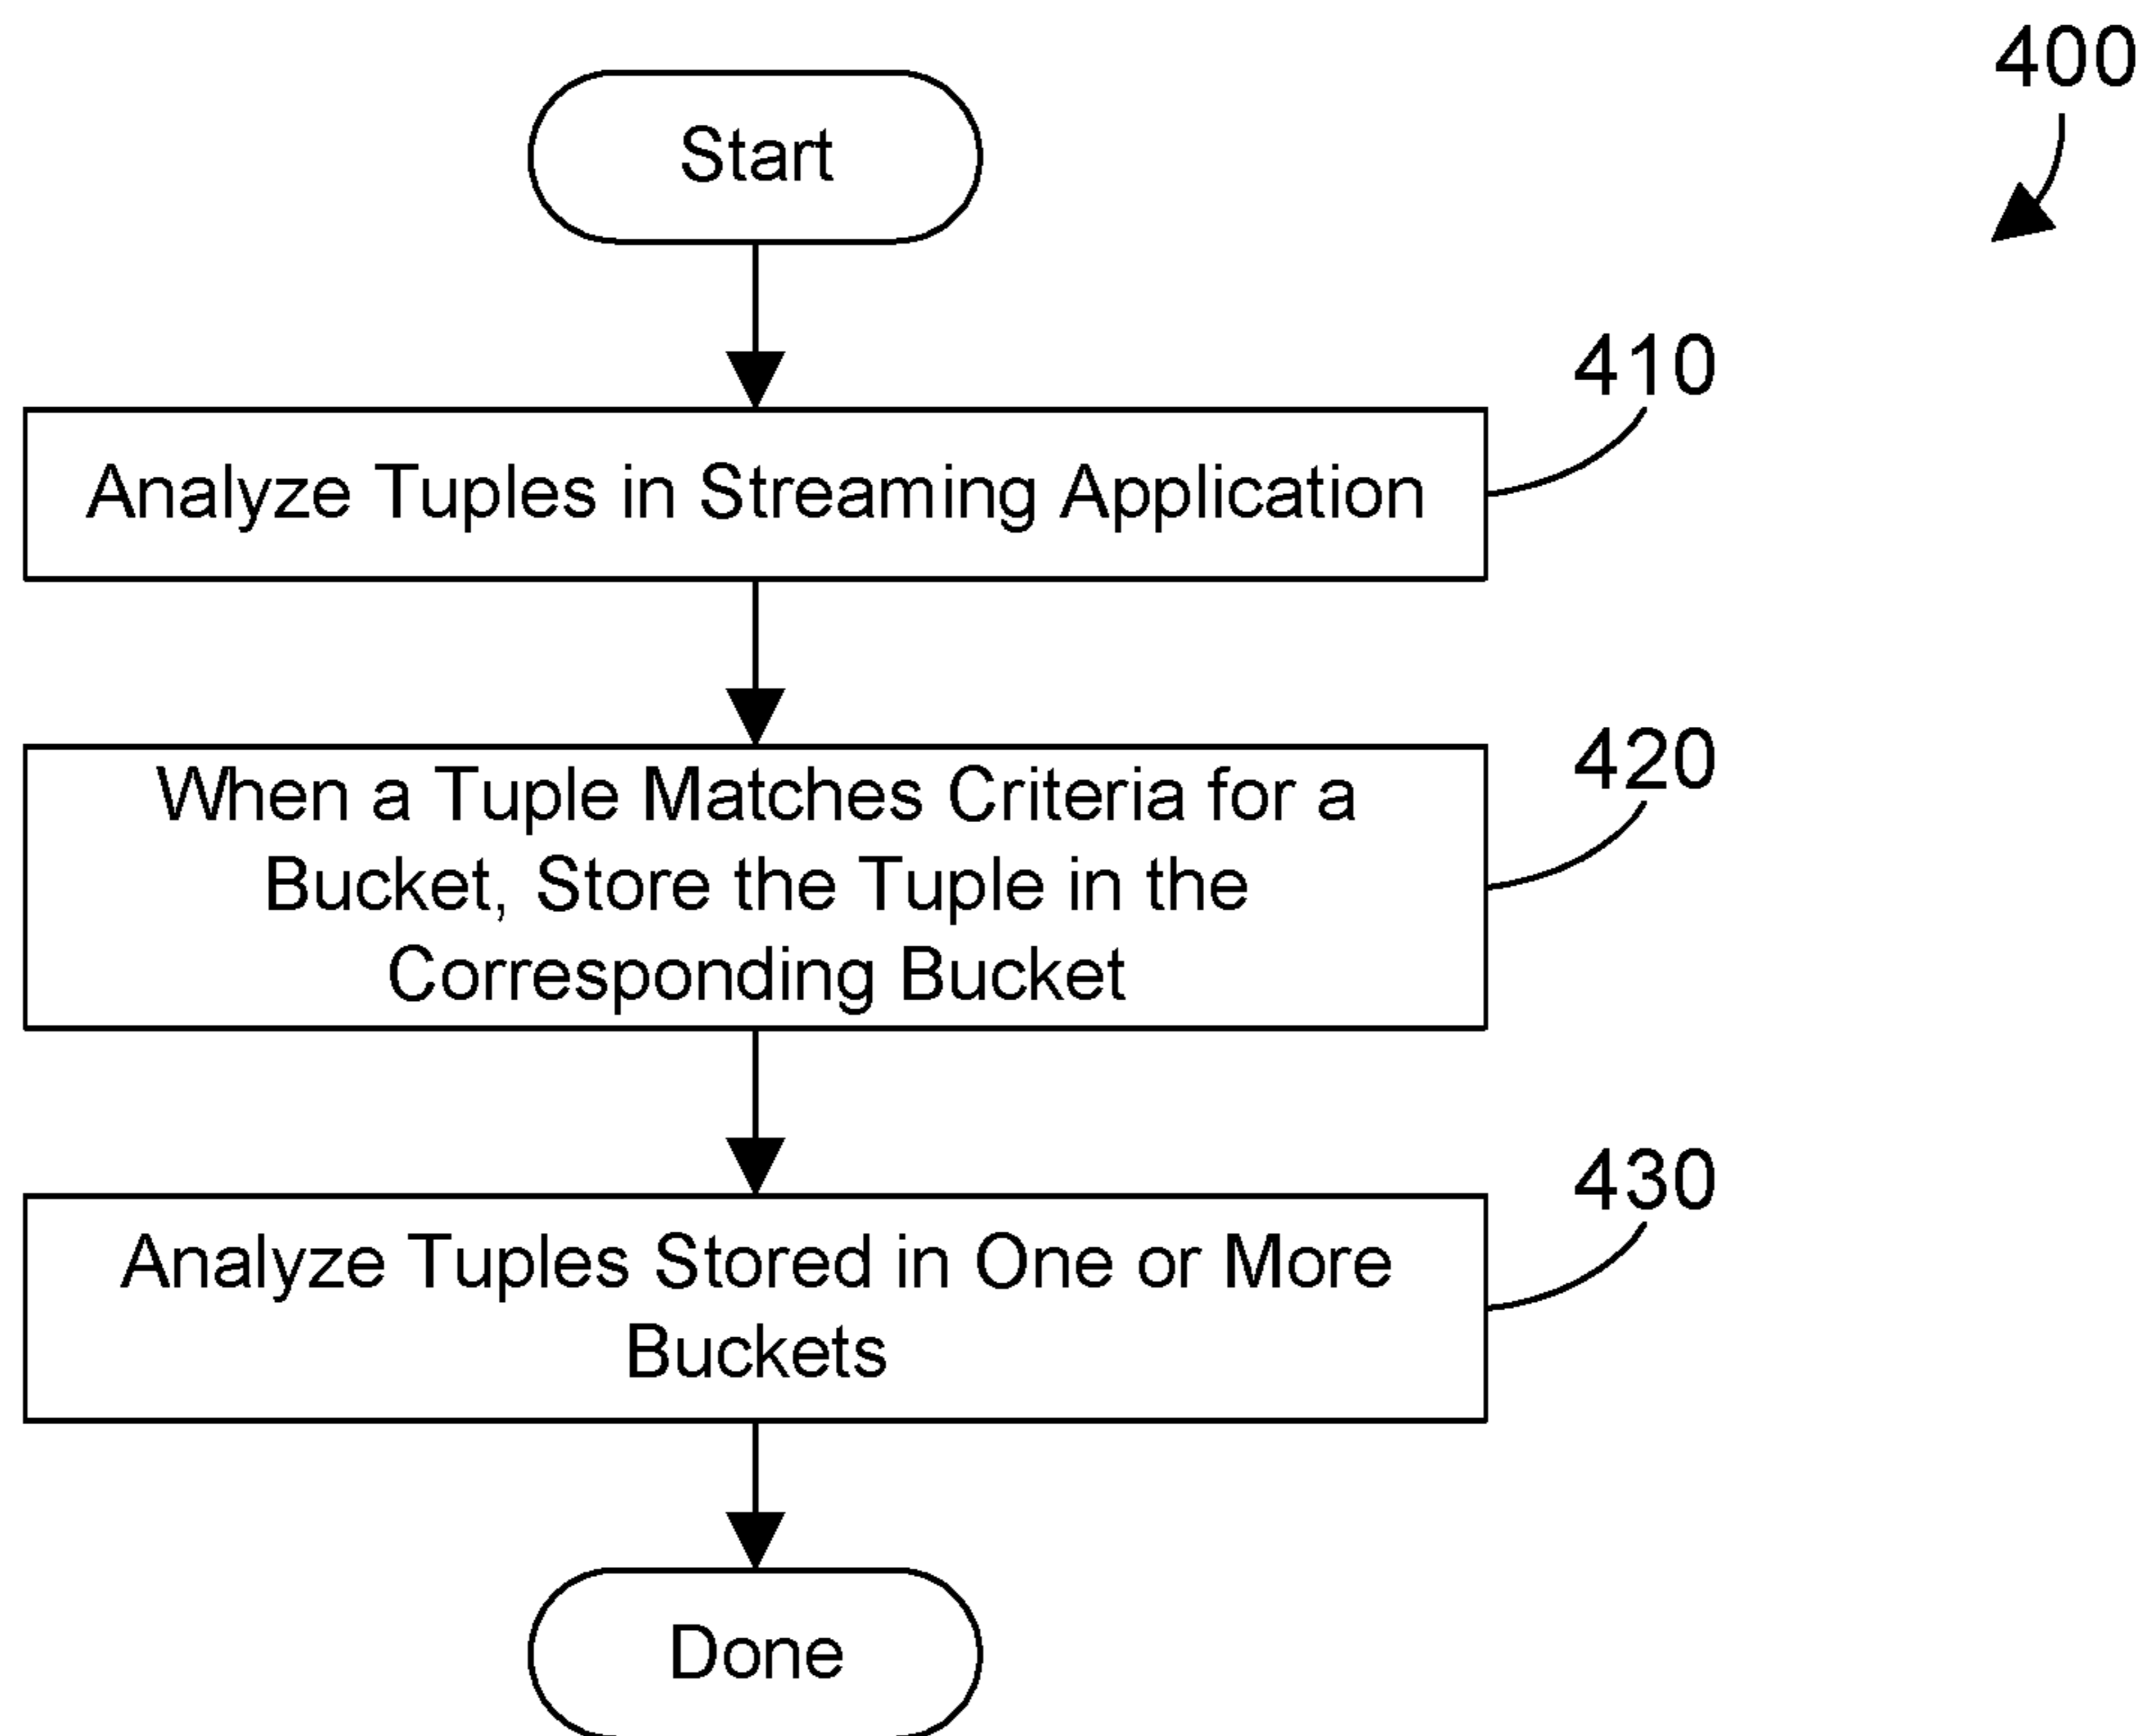 400
Start
410
Analyze Tuples in Streaming Application
420
When a Tuple Matches Criteria for a
Bucket, Store the Tuple in the
Corresponding Bucket
430
Analyze Tuples Stored in One or More
Buckets
Done